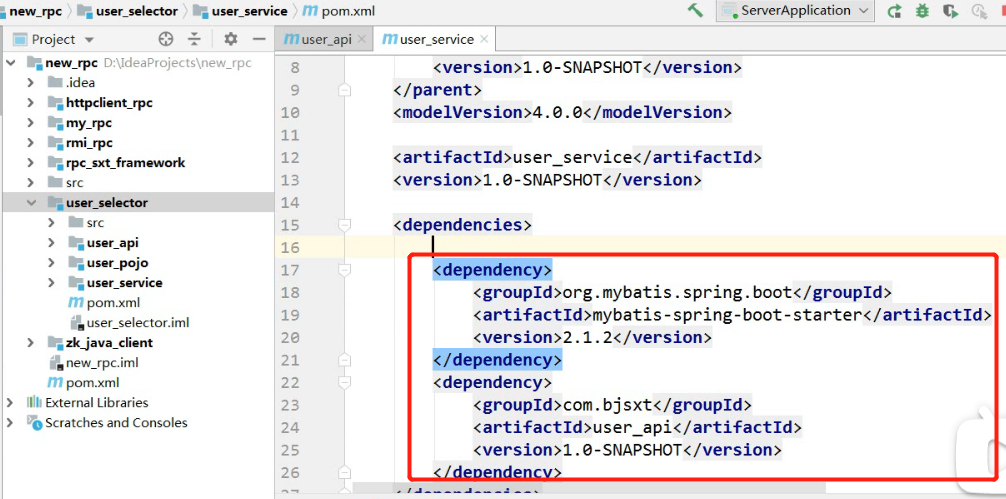 new_rpc user_selector user_service pom.xml ServerApplication
Project
user_api user_service
new_rpc D:\IdeaProjects\new_rpc
.idea
httpclient_rpc
my_rpc
rmi_rpc
rpc_sxt_framework
src
user_selector
src
user_api
user_pojo
user_service
pom.xml
user_selector.iml
zk_java_client
new_rpc.iml
pom.xml
External Libraries
Scratches and Consoles
8 <version>1.0-SNAPSHOT</version>
9 </parent>
10 <modelVersion>4.0.0</modelVersion>
11
12 <artifactId>user_service</artifactId>
13 <version>1.0-SNAPSHOT</version>
14
15 <dependencies>
16
17 <dependency>
18 <groupId>org.mybatis.spring.boot</groupId>
19 <artifactId>mybatis-spring-boot-starter</artifactId>
20 <version>2.1.2</version>
21 </dependency>
22 <dependency>
23 <groupId>com.bjsxt</groupId>
24 <artifactId>user_api</artifactId>
25 <version>1.0-SNAPSHOT</version>
26 </dependency>
27 </dependencies>